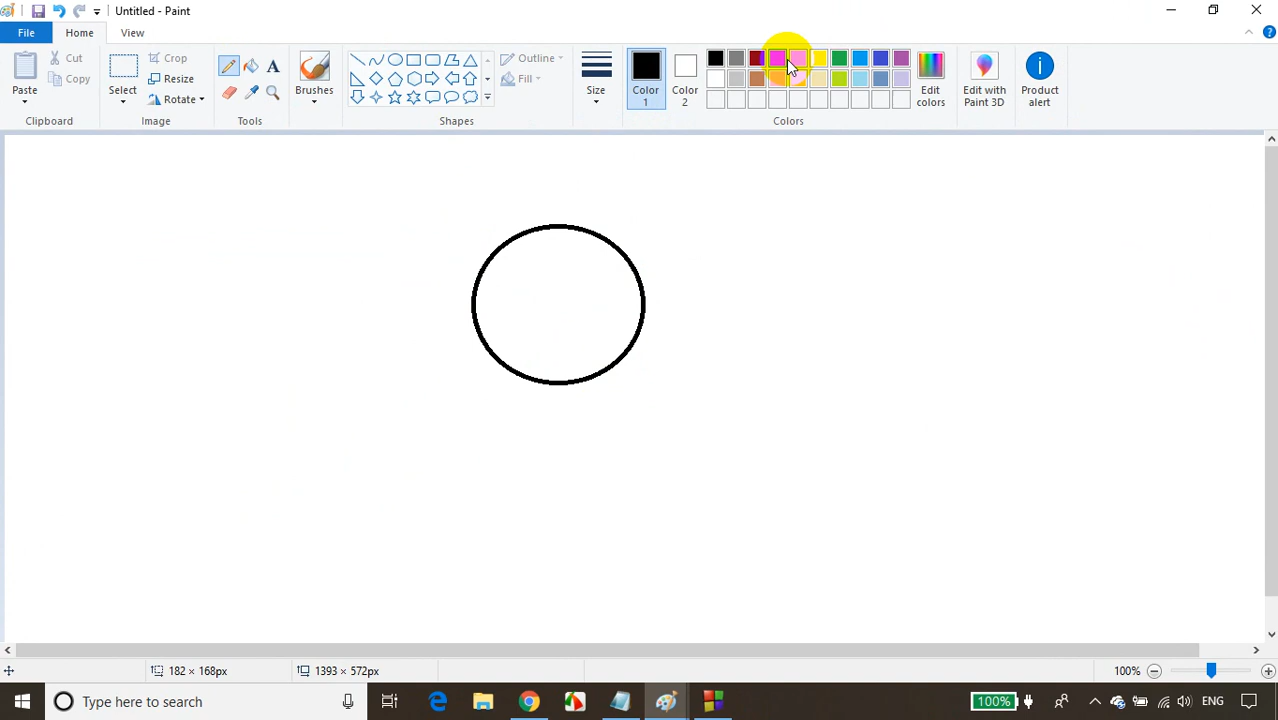 Untitled - Paint
File Home View
Paste
Cut
Copy
Clipboard
Select
Crop
Resize
Rotate
Image
A
Tools
Brushes
Outline
Fill
Shapes
Size
Color 1
Color 2
Edit colors
Colors
Edit with Paint 3D
Product alert
182 × 168px
1393 × 572px
100%
Type here to search
100%
ENG